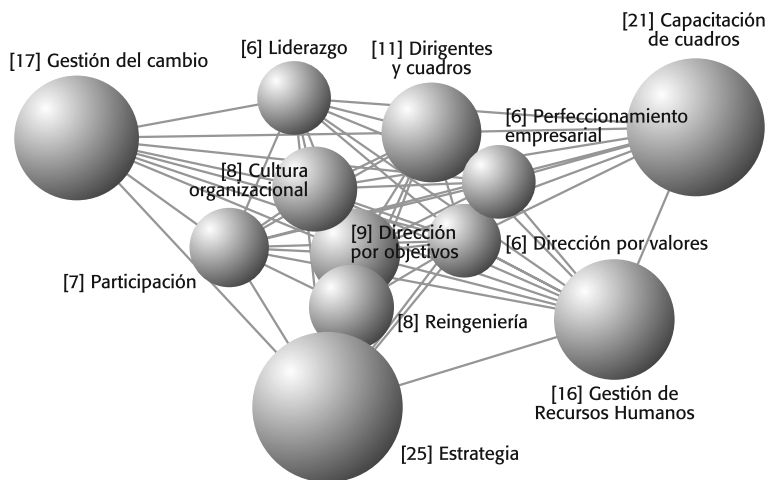 [21] Capacitación
de cuadros
[17] Gestión del cambio
[6] Liderazgo
[11] Dirigentes
y cuadros
[6] Perfeccionamiento
empresarial
[8] Cultura
organizacional
[9] Dirección
por objetivos
[6] Dirección por valores
[7] Participación
[8] Reingeniería
[16] Gestión de
Recursos Humanos
[25] Estrategia